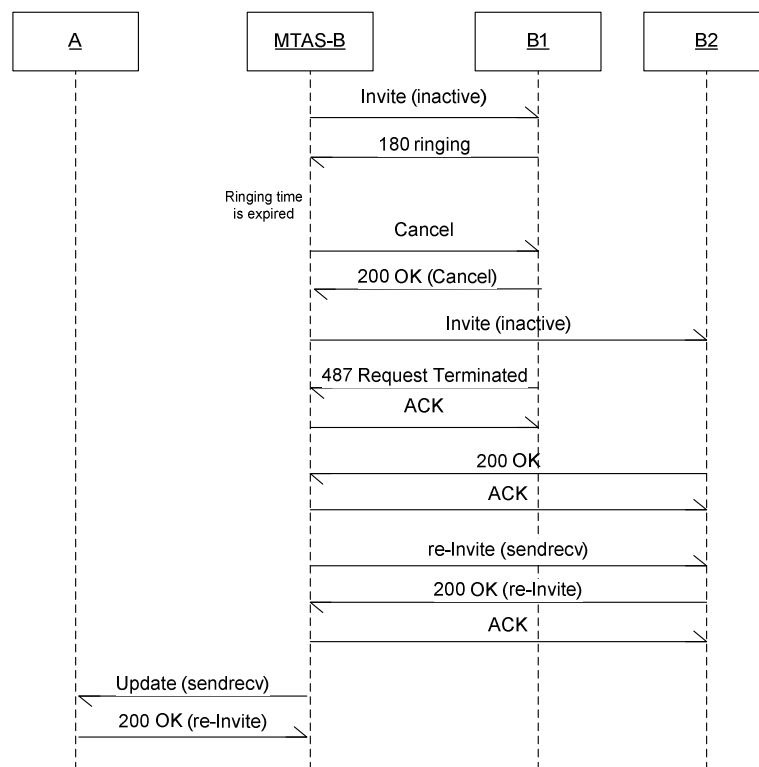 A
MTAS-B
B1
B2
Invite (inactive)
180 ringing
Ringing time
is expired
Cancel
200 OK (Cancel)
Invite (inactive)
487 Request Terminated
ACK
200 OK
ACK
re-Invite (sendrecv)
200 OK (re-Invite)
ACK
Update (sendrecv)
200 OK (re-Invite)